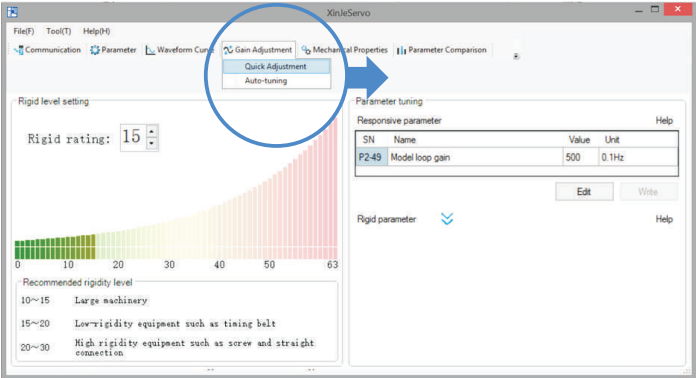 XinJeServo
File(F) Tool(T) Help(H)
Communication Parameter Waveform Curve Gain Adjustment Mechanical Properties Parameter Comparison
Quick Adjustment
Auto-tuning
Rigid level setting
Rigid rating: 15
0 10 20 30 40 50 63
Recommended rigidity level
10~15 Large machinery
15~20 Low-rigidity equipment such as timing belt
20~30 High rigidity equipment such as screw and straight
connection
Parameter tuning
Responsive parameter Help
SN Name Value Unit
P2-49 Model loop gain 500 0.1Hz
Edit Write
Rigid parameter Help